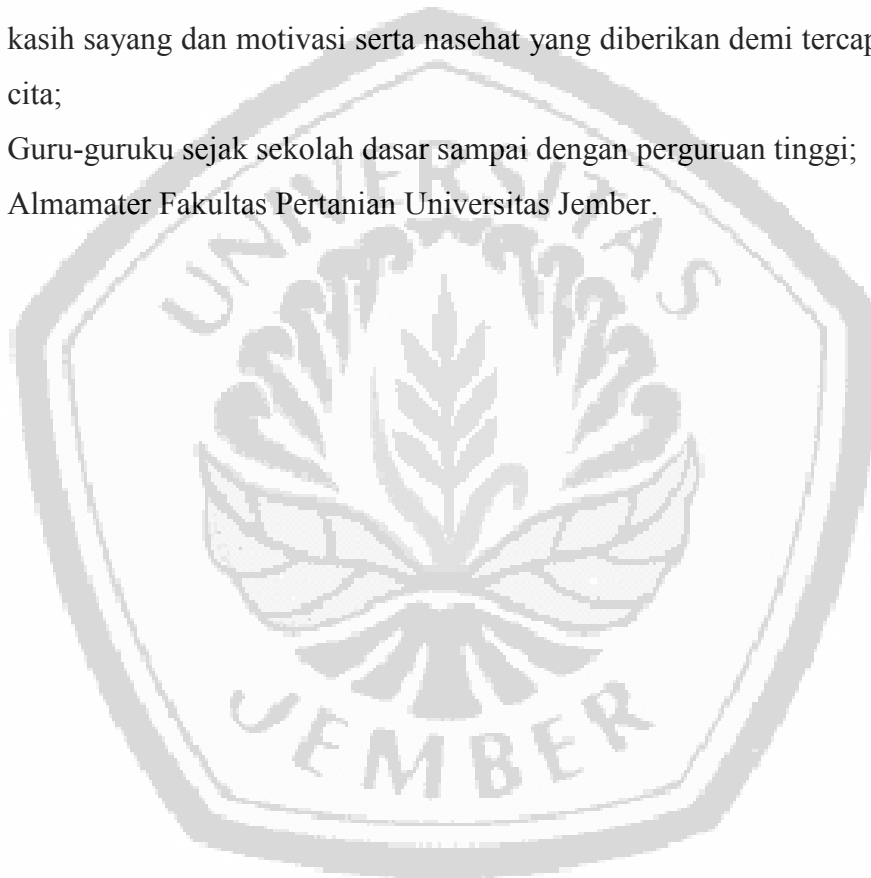 kasih sayang dan motivasi serta nasehat yang diberikan demi tercap
cita;
Guru-guruku sejak sekolah dasar sampai dengan perguruan tinggi;
Almamater Fakultas Pertanian Universitas Jember.
UNIVERSITAS
JEMBER